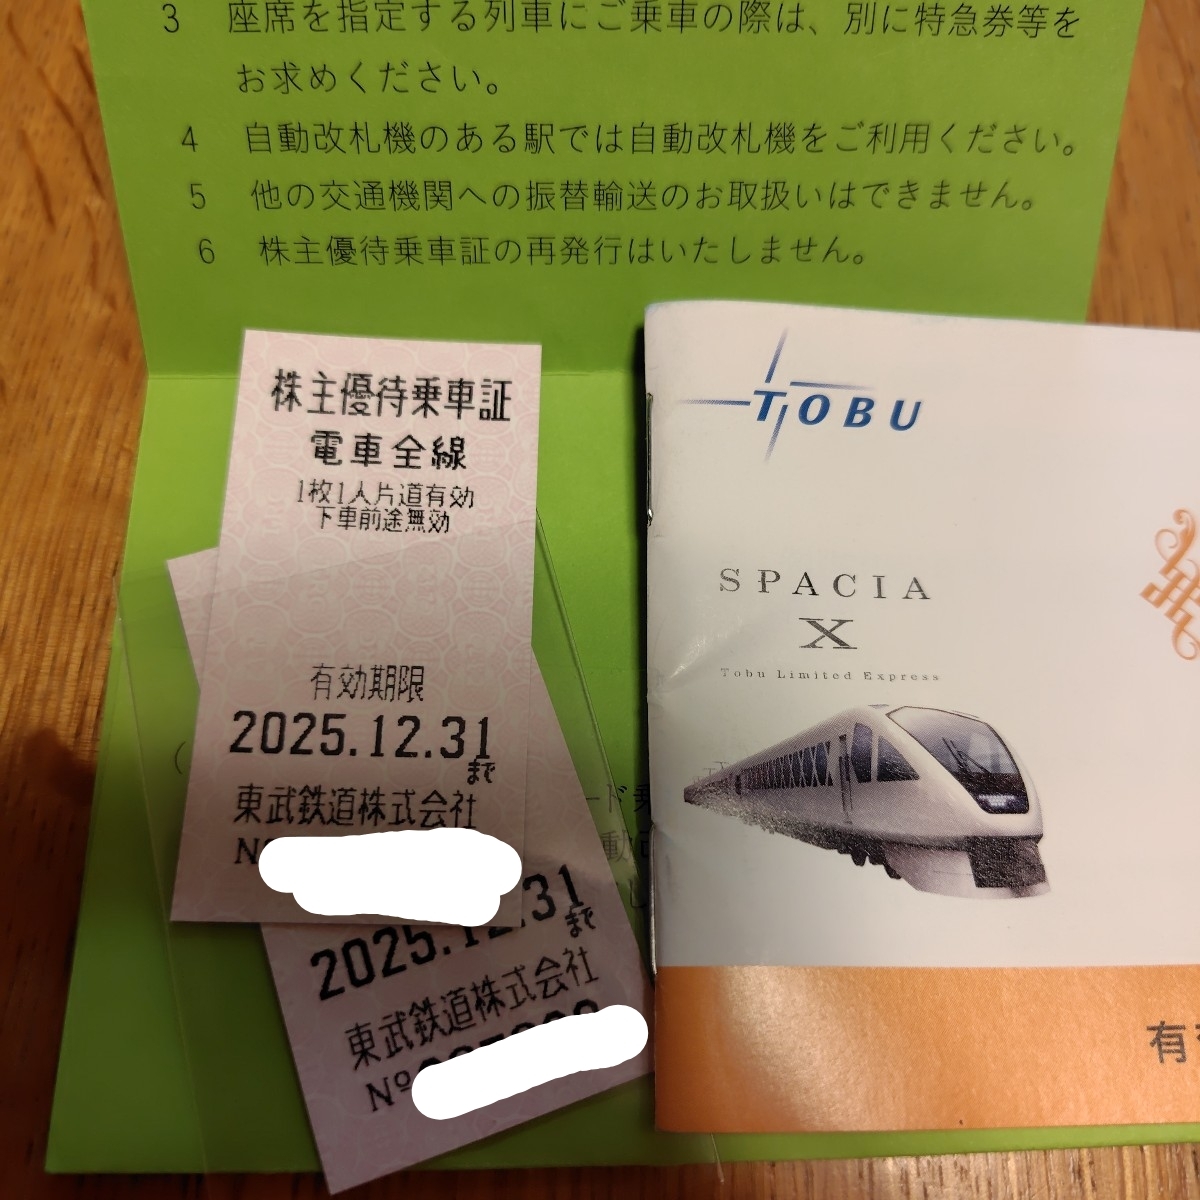 3 座席を指定する列車にご乗車の際は、別に特急券等を
お求めください。
4 自動改札機のある駅では自動改札機をご利用ください。
5 他の交通機関への振替輸送のお取扱いはできません。
6 株主優待乗車証の再発行はいたしません。
株主優待乗車証
電車全線
1枚1人片道有効
下車前途無効
有効期限
2025.12.31
まで
東武鉄道株式会社
2025.12.31
まで
東武鉄道株式会社
Nº
TOBU
SPACIA
X
Tobu Limited Express
有